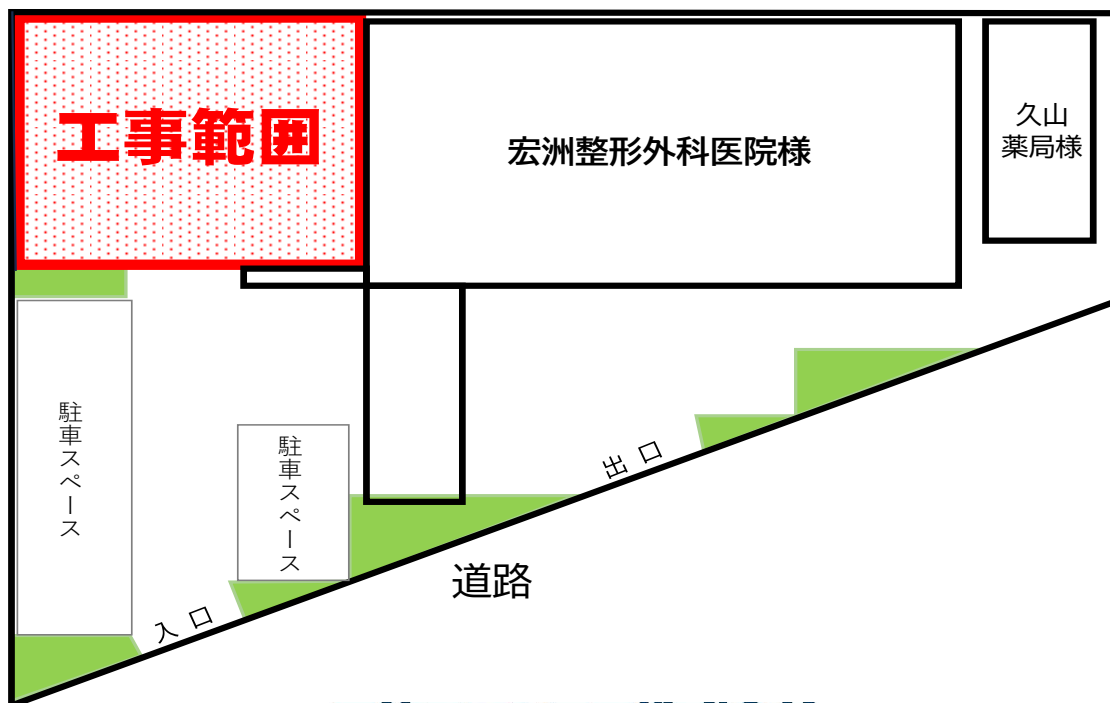 工事範囲
宏洲整形外科医院様
久山
薬局様
駐車スペース
駐車スペース
出口
入口
道路